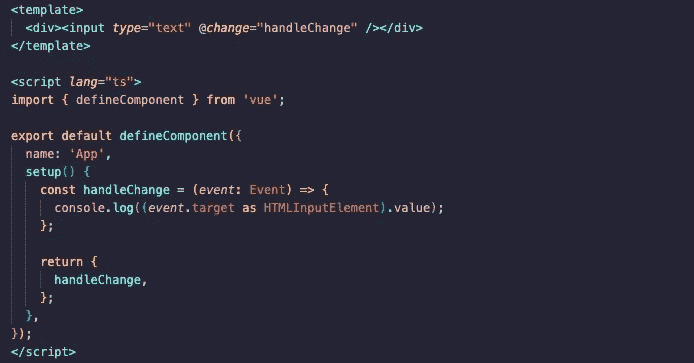 <template>
<div><input type="text" @change="handleChange" /></div>
</template>
<script lang="ts">
import { defineComponent } from 'vue';
export default defineComponent({
name: 'App',
setup() {
const handleChange = (event: Event) => {
console.log((event.target as HTMLInputElement).value);
};
return {
handleChange,
};
},
});
</script>